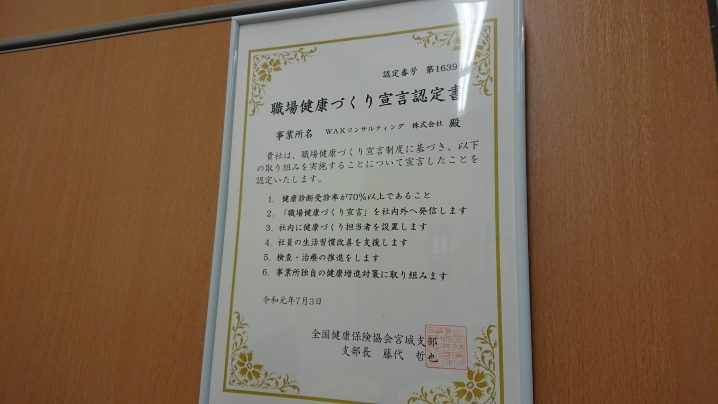 認定番号 第1639
職場健康づくり宣言認定書
事業所名 WAKコンサルティング 株式会社 殿
貴社は、職場健康づくり宣言制度に基づき、以下
の取り組みを実施することについて宣言したことを
認定いたします。
1. 健康診断受診率が70%以上であること
2. 「職場健康づくり宣言」を社内外へ発信します
3. 社内に健康づくり担当者を設置します
4. 社員の生活習慣改善を支援します
5. 検査・治療の推進をします
6. 事業所独自の健康増進対策に取り組みます
令和元年7月3日
全国健康保険協会宮城支部
支部長 藤代 哲也